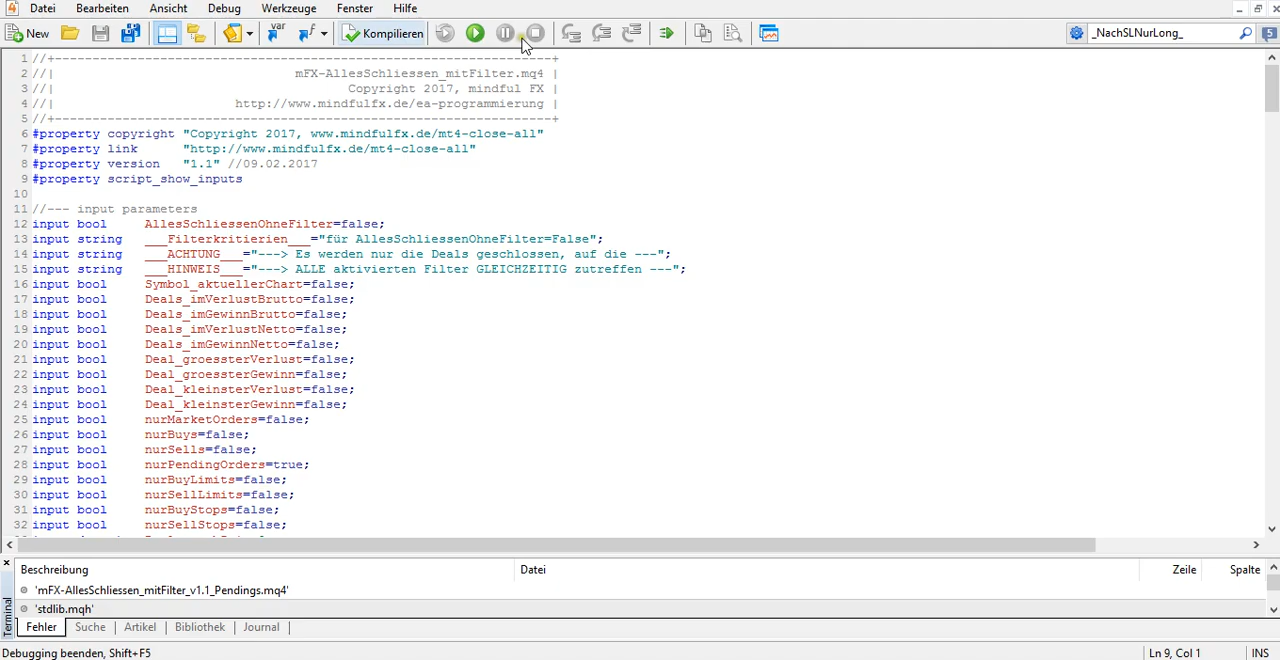 Datei Bearbeiten Ansicht Debug Werkzeuge Fenster Hilfe
New var f Kompilieren _NachSLNurLong_ 5
1 //+------------------------------------------------------------------+
2 //| mFX-AllesSchliessen_mitFilter.mq4 |
3 //| Copyright 2017, mindful FX |
4 //| http://www.mindfulfx.de/ea-programmierung |
5 //+------------------------------------------------------------------+
6 #property copyright "Copyright 2017, www.mindfulfx.de/mt4-close-all"
7 #property link "http://www.mindfulfx.de/mt4-close-all"
8 #property version "1.1" //09.02.2017
9 #property script_show_inputs
10
11 //--- input parameters
12 input bool AllesSchliessenOhneFilter=false;
13 input string ___Filterkritierien___="für AllesSchliessenOhneFilter=False";
14 input string ___ACHTUNG___="---> Es werden nur die Deals geschlossen, auf die ---";
15 input string ___HINWEIS___="---> ALLE aktivierten Filter GLEICHZEITIG zutreffen ---";
16 input bool Symbol_aktuellerChart=false;
17 input bool Deals_imVerlustBrutto=false;
18 input bool Deals_imGewinnBrutto=false;
19 input bool Deals_imVerlustNetto=false;
20 input bool Deals_imGewinnNetto=false;
21 input bool Deal_groessterVerlust=false;
22 input bool Deal_groessterGewinn=false;
23 input bool Deal_kleinsterVerlust=false;
24 input bool Deal_kleinsterGewinn=false;
25 input bool nurMarketOrders=false;
26 input bool nurBuys=false;
27 input bool nurSells=false;
28 input bool nurPendingOrders=true;
29 input bool nurBuyLimits=false;
30 input bool nurSellLimits=false;
31 input bool nurBuyStops=false;
32 input bool nurSellStops=false;
Beschreibung Datei Zeile Spalte
'mFX-AllesSchliessen_mitFilter_v1.1_Pendings.mq4'
'stdlib.mqh'
Terminal
Fehler Suche Artikel Bibliothek Journal
Debugging beenden, Shift+F5 Ln 9, Col 1 INS